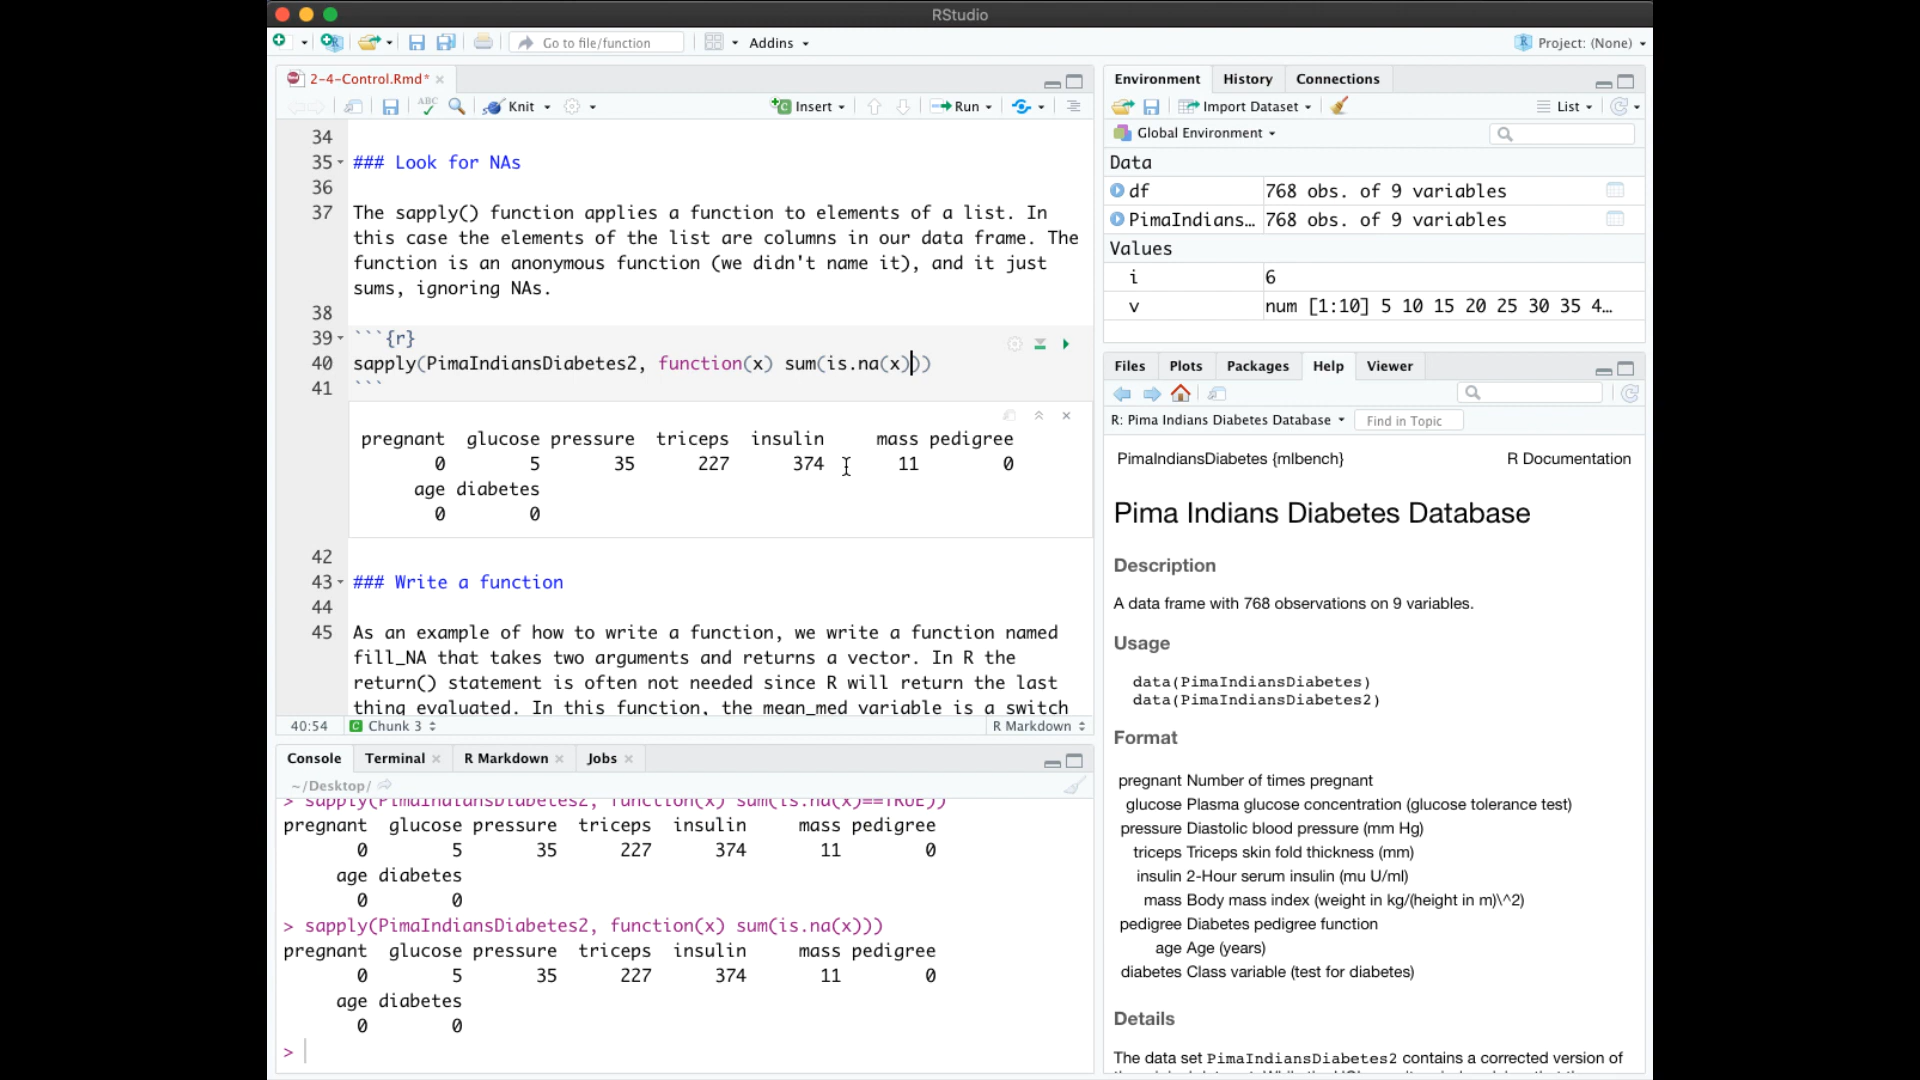 RStudio
Go to file/function
Addins
Project: (None)
2-4-Control.Rmd*
ABC
Knit
Insert
Run
34
35 ### Look for NAs
36
37 The sapply() function applies a function to elements of a list. In
this case the elements of the list are columns in our data frame. The
function is an anonymous function (we didn't name it), and it just
sums, ignoring NAs.
38
39 ```{r}
40 sapply(PimaIndiansDiabetes2, function(x) sum(is.na(x)))
41 ```
pregnant glucose pressure triceps insulin mass pedigree
0 5 35 227 374 11 0
age diabetes
0 0
42
43 ### Write a function
44
45 As an example of how to write a function, we write a function named
fill_NA that takes two arguments and returns a vector. In R the
return() statement is often not needed since R will return the last
thing evaluated. In this function, the mean_med variable is a switch
40:54 Chunk 3 R Markdown
Console Terminal R Markdown Jobs
~/Desktop/
> sapply(PimaIndiansDiabetes2, function(x) sum(is.na(x)==TRUE))
pregnant glucose pressure triceps insulin mass pedigree
0 5 35 227 374 11 0
age diabetes
0 0
> sapply(PimaIndiansDiabetes2, function(x) sum(is.na(x)))
pregnant glucose pressure triceps insulin mass pedigree
0 5 35 227 374 11 0
age diabetes
0 0
>
Environment History Connections
Import Dataset List
Global Environment
Data
df 768 obs. of 9 variables
PimaIndians… 768 obs. of 9 variables
Values
i 6
v num [1:10] 5 10 15 20 25 30 35 4…
Files Plots Packages Help Viewer
R: Pima Indians Diabetes Database Find in Topic
PimaIndiansDiabetes {mlbench} R Documentation
Pima Indians Diabetes Database
Description
A data frame with 768 observations on 9 variables.
Usage
data(PimaIndiansDiabetes)
data(PimaIndiansDiabetes2)
Format
pregnant Number of times pregnant
glucose Plasma glucose concentration (glucose tolerance test)
pressure Diastolic blood pressure (mm Hg)
triceps Triceps skin fold thickness (mm)
insulin 2-Hour serum insulin (mu U/ml)
mass Body mass index (weight in kg/(height in m)\^2)
pedigree Diabetes pedigree function
age Age (years)
diabetes Class variable (test for diabetes)
Details
The data set PimaIndiansDiabetes2 contains a corrected version of